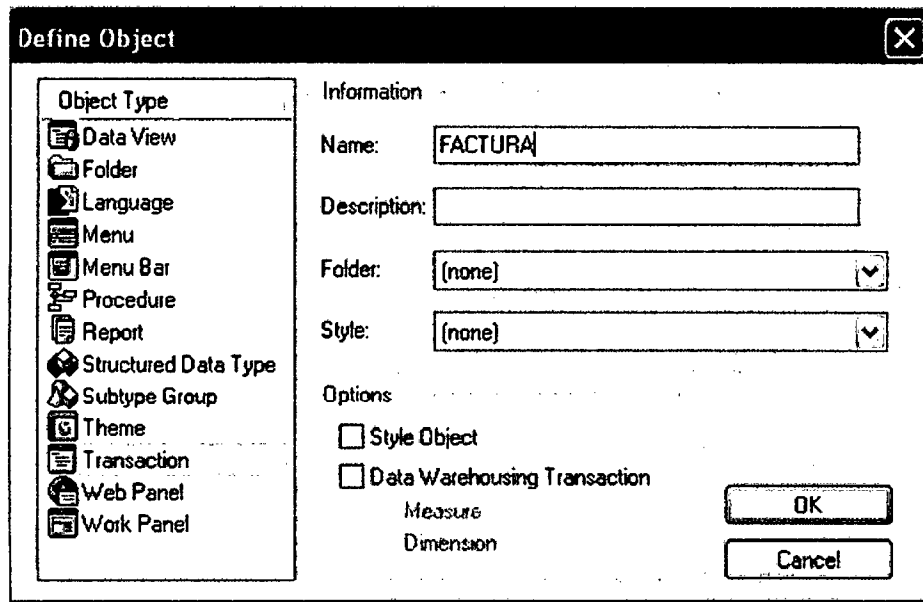 Define Object
Object Type
Data View
Folder
Language
Menu
Menu Bar
Procedure
Report
Structured Data Type
Subtype Group
Theme
Transaction
Web Panel
Work Panel
Information
Name: FACTURA
Description:
Folder: (none)
Style: (none)
Options
Style Object
Data Warehousing Transaction
Measure
Dimension
OK
Cancel